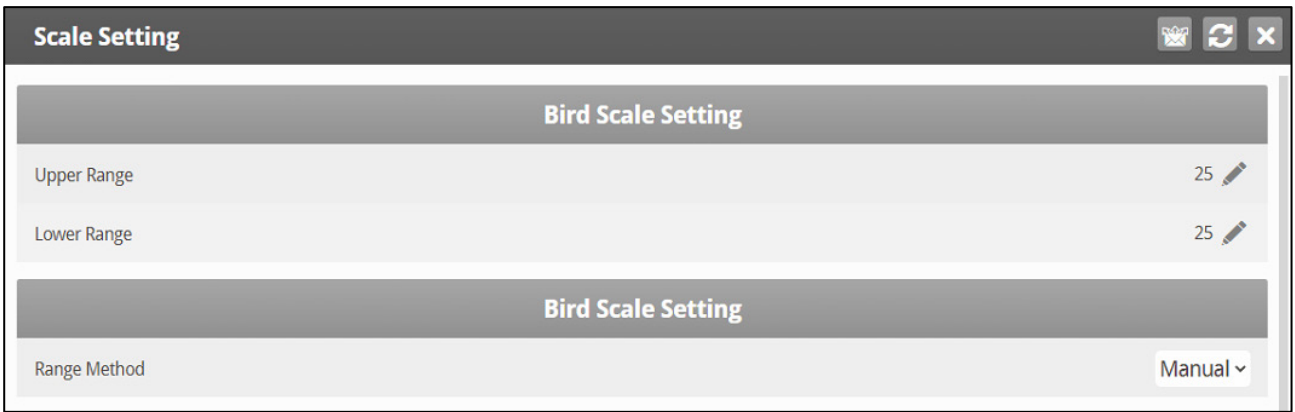 Scale Setting
Bird Scale Setting
Upper Range 25
Lower Range 25
Bird Scale Setting
Range Method Manual